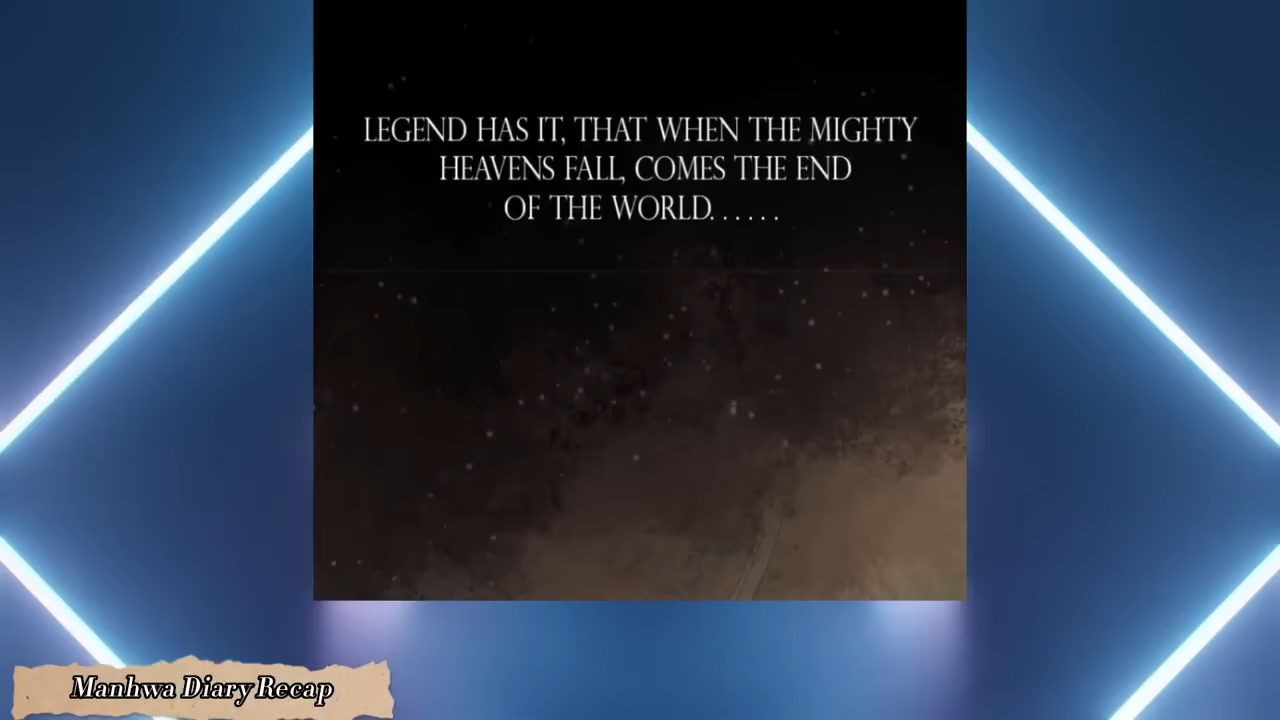 LEGEND HAS IT, THAT WHEN THE MIGHTY
HEAVENS FALL, COMES THE END
OF THE WORLD. . . . . .
Manhwa Diary Recap